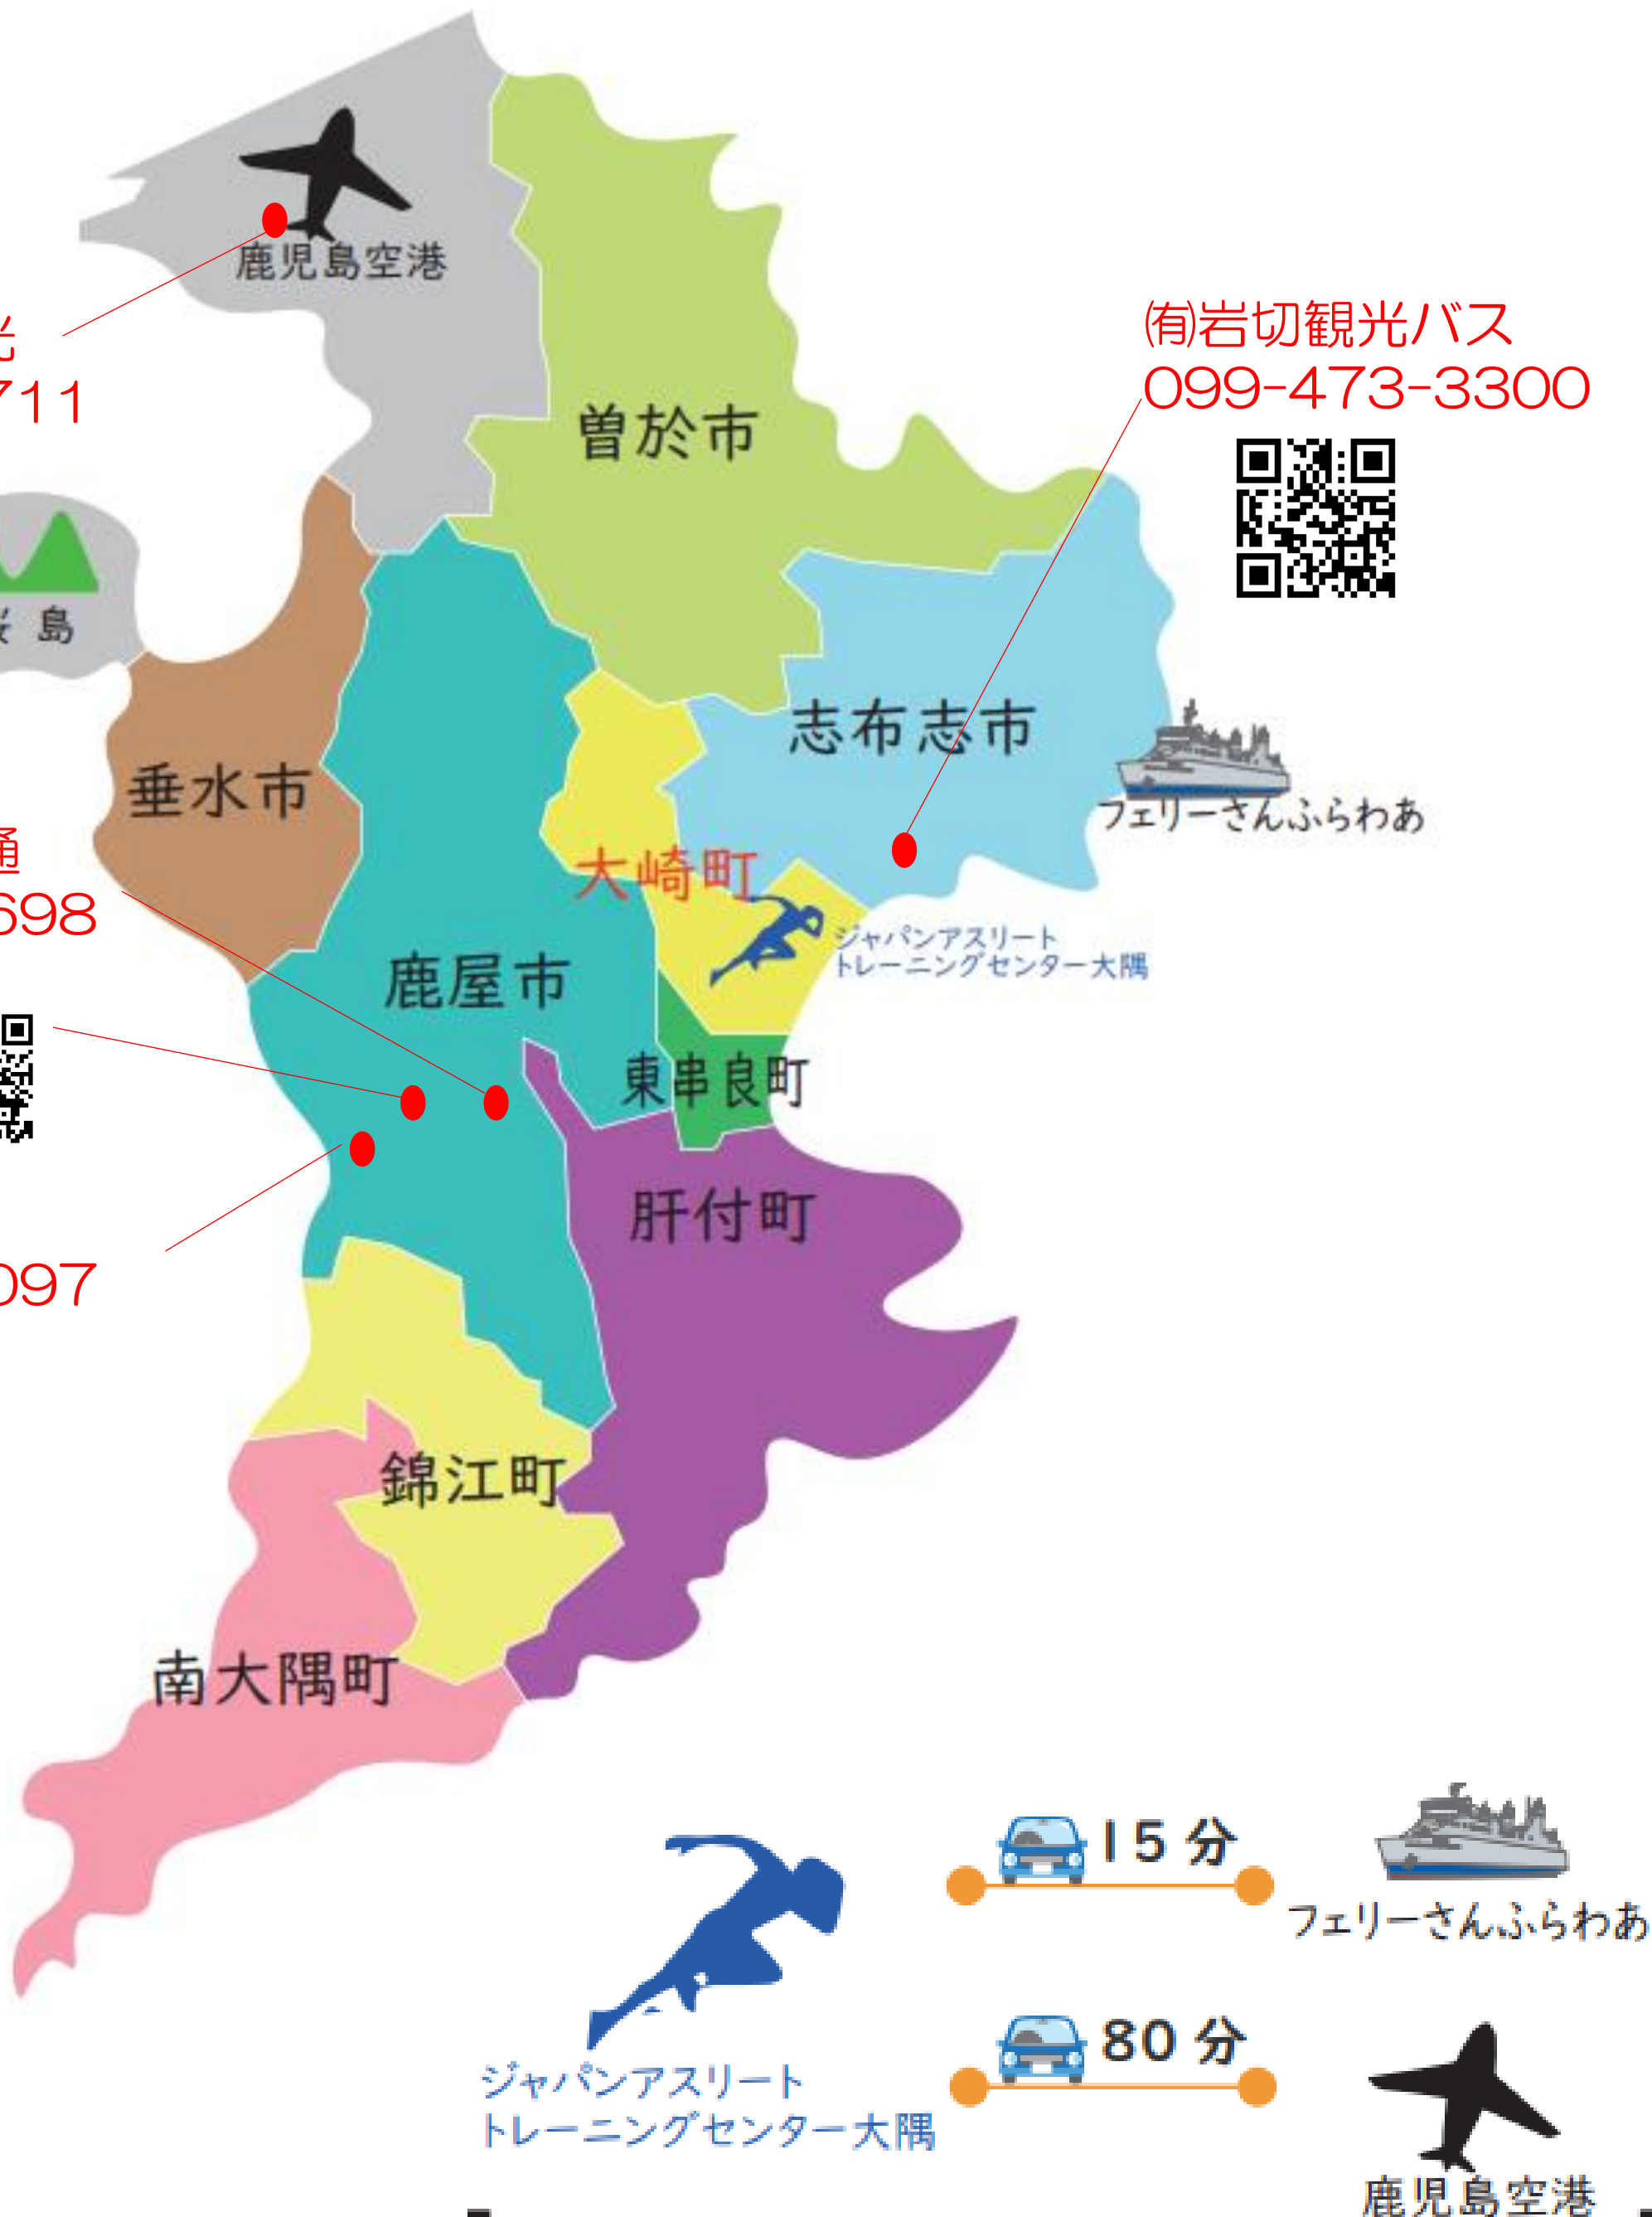 鹿児島空港
光
711
㈲岩切観光バス
099-473-3300
曽於市
島
志布志市
フェリーさんふらわあ
垂水市
通
698
大崎町
ジャパンアスリート
トレーニングセンター大隅
鹿屋市
東串良町
肝付町
097
錦江町
南大隅町
15分
フェリーさんふらわあ
80分
ジャパンアスリート
トレーニングセンター大隅
鹿児島空港